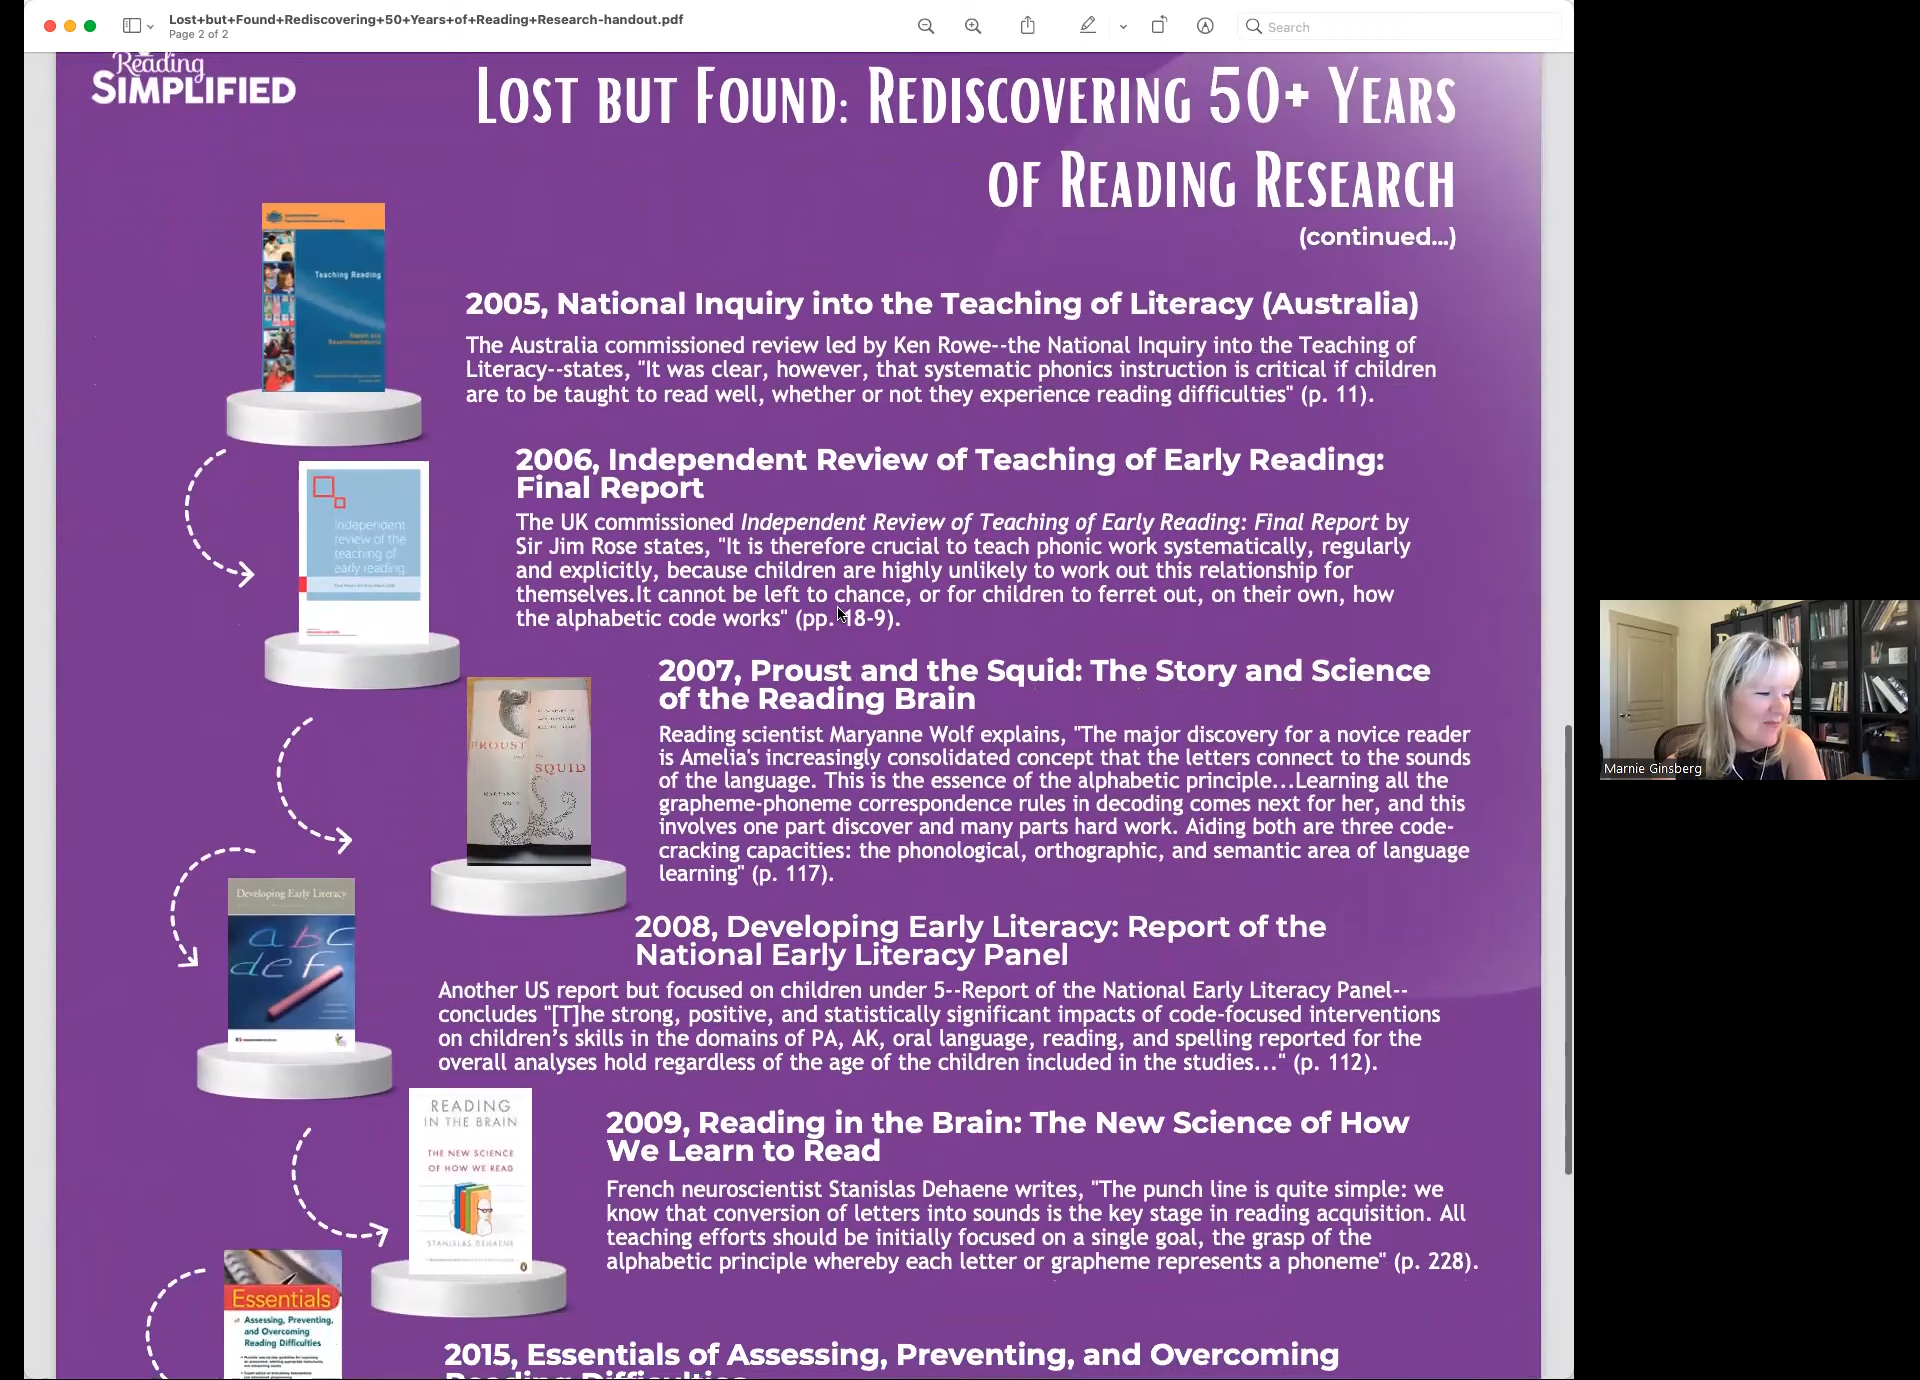 Lost+but+Found+Rediscovering+50+Years+of+Reading+Research-handout.pdf
Page 2 of 2
Search
Reading
SIMPLIFIED
LOST BUT FOUND: REDISCOVERING 50+ YEARS
OF READING RESEARCH
(continued...)
Teaching Reading
2005, National Inquiry into the Teaching of Literacy (Australia)
The Australia commissioned review led by Ken Rowe--the National Inquiry into the Teaching of
Literacy--states, "It was clear, however, that systematic phonics instruction is critical if children
are to be taught to read well, whether or not they experience reading difficulties" (p. 11).
Independent
review of the
teaching of
early reading
2006, Independent Review of Teaching of Early Reading:
Final Report
The UK commissioned Independent Review of Teaching of Early Reading: Final Report by
Sir Jim Rose states, "It is therefore crucial to teach phonic work systematically, regularly
and explicitly, because children are highly unlikely to work out this relationship for
themselves.It cannot be left to chance, or for children to ferret out, on their own, how
the alphabetic code works" (pp. 18-9).
PROUST
SQUID
2007, Proust and the Squid: The Story and Science
of the Reading Brain
Reading scientist Maryanne Wolf explains, "The major discovery for a novice reader
is Amelia's increasingly consolidated concept that the letters connect to the sounds
of the language. This is the essence of the alphabetic principle...Learning all the
grapheme-phoneme correspondence rules in decoding comes next for her, and this
involves one part discover and many parts hard work. Aiding both are three code-
cracking capacities: the phonological, orthographic, and semantic area of language
learning" (p. 117).
Developing Early Literacy
a b c
d e f
2008, Developing Early Literacy: Report of the
National Early Literacy Panel
Another US report but focused on children under 5--Report of the National Early Literacy Panel--
concludes "[T]he strong, positive, and statistically significant impacts of code-focused interventions
on children's skills in the domains of PA, AK, oral language, reading, and spelling reported for the
overall analyses hold regardless of the age of the children included in the studies..." (p. 112).
READING
IN THE BRAIN
THE NEW SCIENCE
OF HOW WE READ
STANISLAS DEHAENE
2009, Reading in the Brain: The New Science of How
We Learn to Read
French neuroscientist Stanislas Dehaene writes, "The punch line is quite simple: we
know that conversion of letters into sounds is the key stage in reading acquisition. All
teaching efforts should be initially focused on a single goal, the grasp of the
alphabetic principle whereby each letter or grapheme represents a phoneme" (p. 228).
Essentials
Assessing, Preventing,
and Overcoming
Reading Difficulties
2015, Essentials of Assessing, Preventing, and Overcoming
Reading Difficulties
Marnie Ginsberg